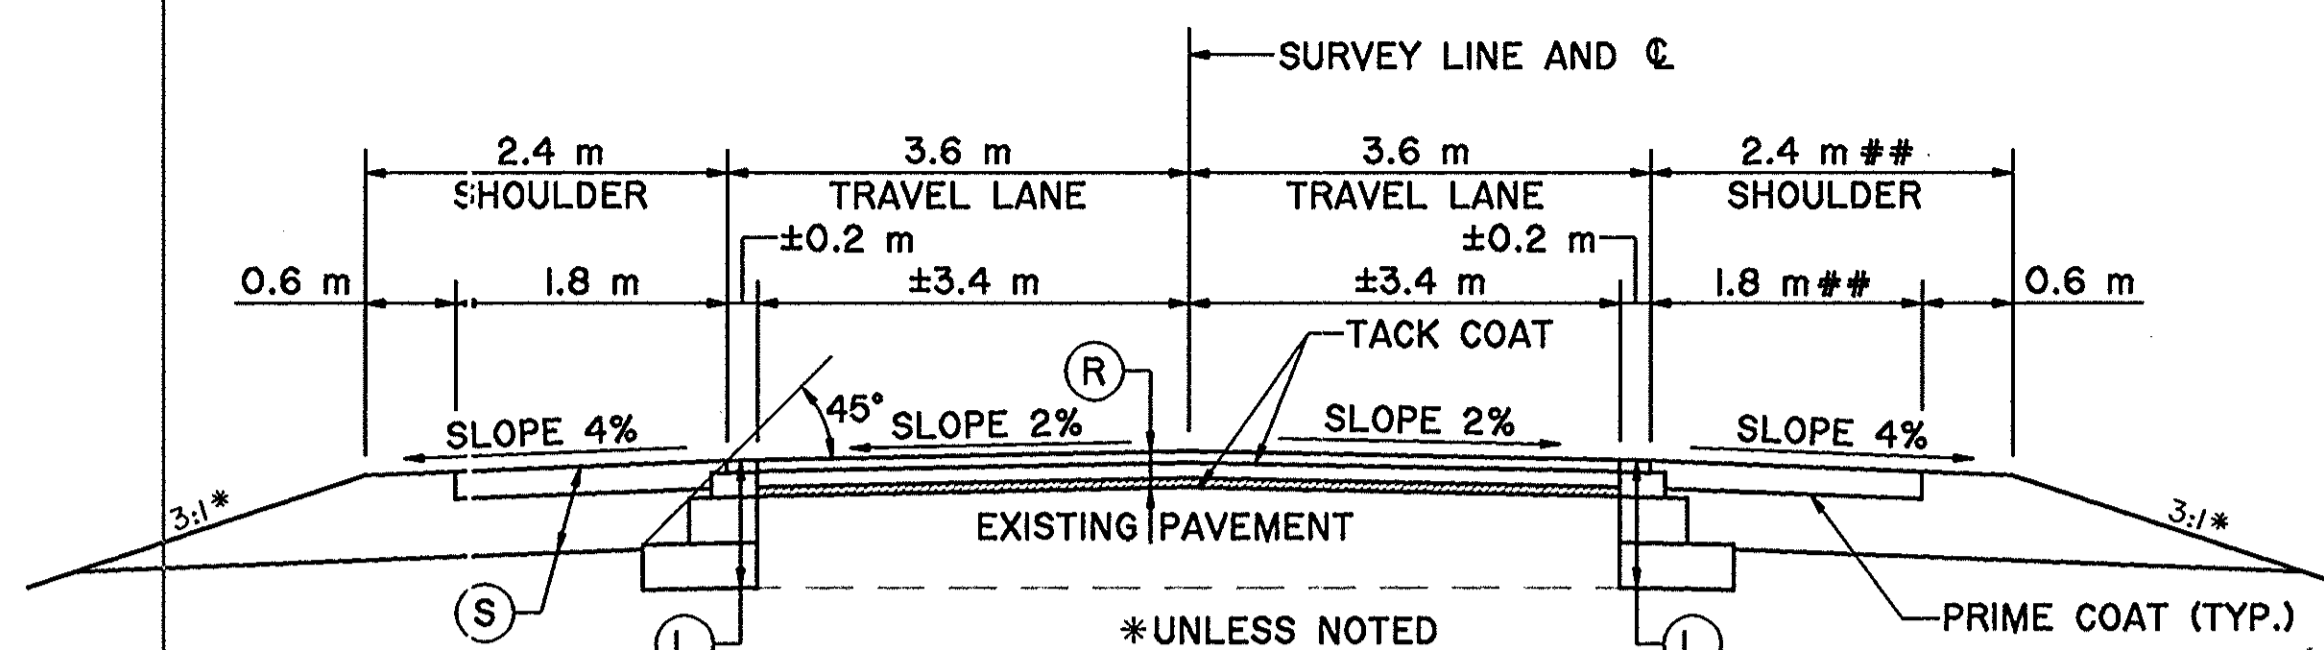 SURVEY LINE AND ℄
2.4 m 3.6 m 3.6 m 2.4 m ##
SHOULDER TRAVEL LANE TRAVEL LANE SHOULDER
±0.2 m ±0.2 m
0.6 m 1.8 m ±3.4 m ±3.4 m 1.8 m ## 0.6 m
TACK COAT
R
45°
SLOPE 4% SLOPE 2% SLOPE 2% SLOPE 4%
3:1* 3:1*
EXISTING PAVEMENT
S
PRIME COAT (TYP.)
*UNLESS NOTED